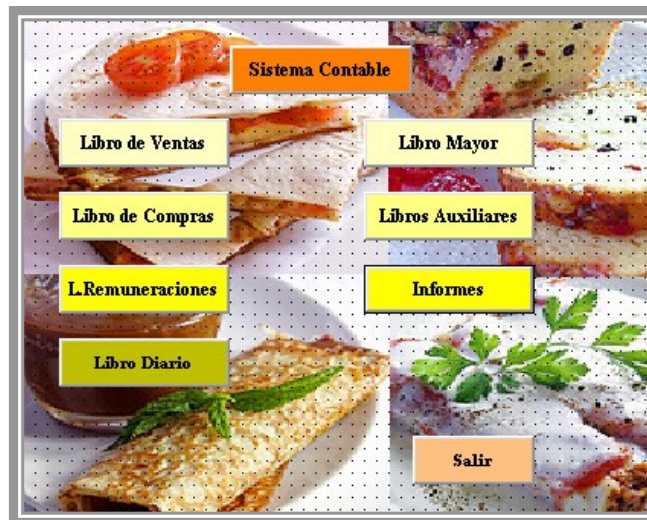 Sistema Contable
Libro de Ventas
Libro Mayor
Libro de Compras
Libros Auxiliares
L.Remuneraciones
Informes
Libro Diario
Salir